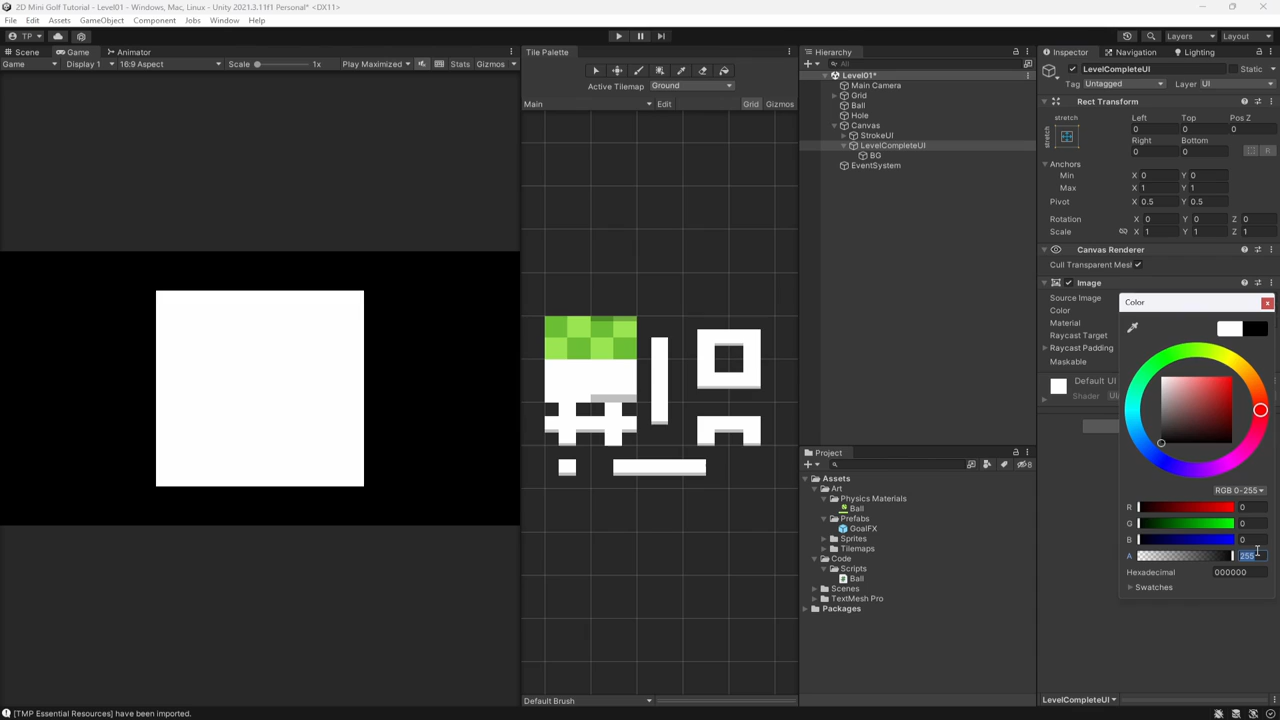 2D Mini Golf Tutorial - Level01 - Windows, Mac, Linux - Unity 2021.3.11f1 Personal* <DX11>
File Edit Assets GameObject Component Jobs Window Help
TP
Layers Layout
Scene Game Animator
Game Display 1 16:9 Aspect Scale 1x Play Maximized Stats Gizmos
Tile Palette
Active Tilemap Ground
Main Edit Grid Gizmos
Default Brush
Hierarchy
All
Level01*
Main Camera
Grid
Ball
Hole
Canvas
StrokeUI
LevelCompleteUI
BG
EventSystem
Project
8
Assets
Art
Physics Materials
Ball
Prefabs
GoalFX
Sprites
Tilemaps
Code
Scripts
Ball
Scenes
TextMesh Pro
Packages
Inspector Navigation Lighting
LevelCompleteUI Static
Tag Untagged Layer UI
Rect Transform
stretch Left Top Pos Z
stretch 0 0 0
Right Bottom
0 0 R
Anchors
Min X 0 Y 0
Max X 1 Y 1
Pivot X 0.5 Y 0.5
Rotation X 0 Y 0 Z 0
Scale X 1 Y 1 Z 1
Canvas Renderer
Cull Transparent Mesh
Image
Source Image
Color
Material
Raycast Target
Raycast Padding
Maskable
Default UI
Shader UI
Color
RGB 0-255
R 0
G 0
B 0
A 255
Hexadecimal 000000
Swatches
LevelCompleteUI
[TMP Essential Resources] have been imported.